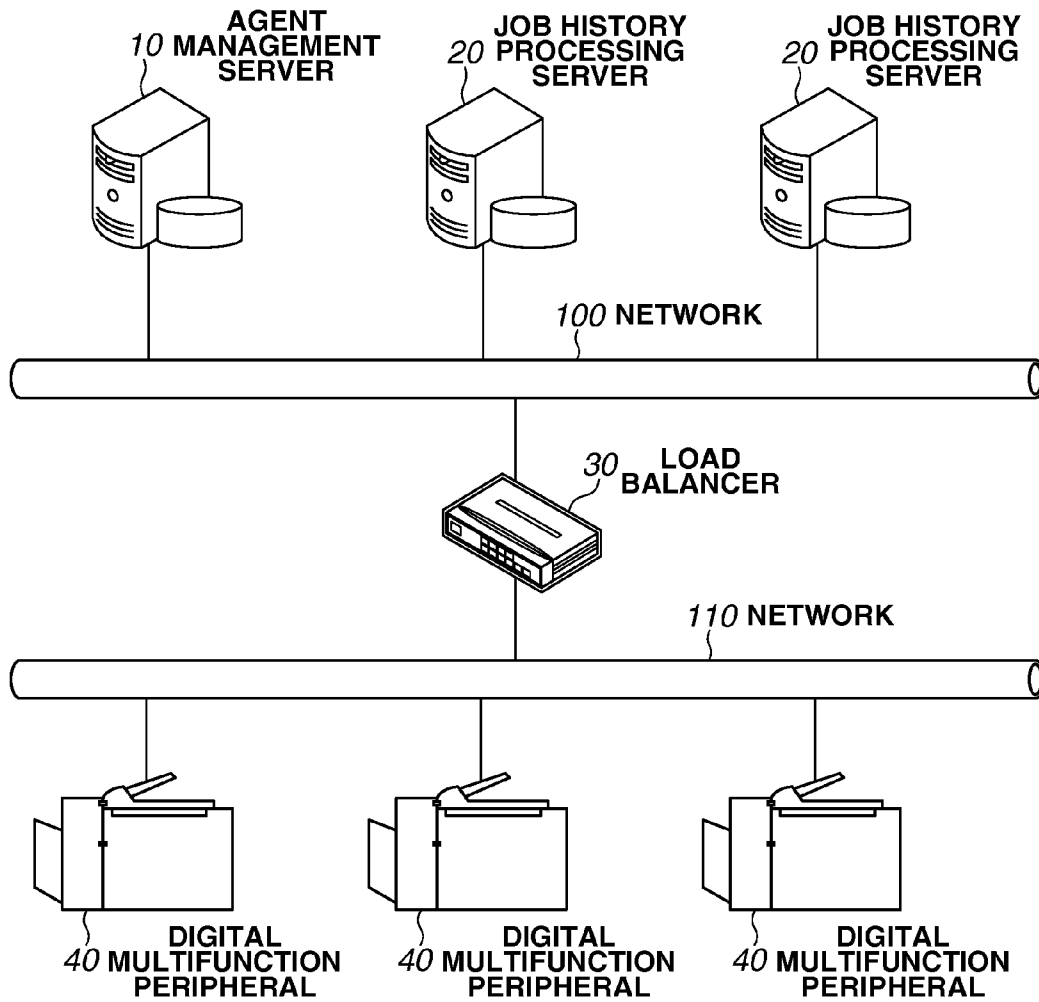 10 AGENT MANAGEMENT SERVER
20 JOB HISTORY PROCESSING SERVER
20 JOB HISTORY PROCESSING SERVER
100 NETWORK
30 LOAD BALANCER
110 NETWORK
40 DIGITAL MULTIFUNCTION PERIPHERAL
40 DIGITAL MULTIFUNCTION PERIPHERAL
40 DIGITAL MULTIFUNCTION PERIPHERAL